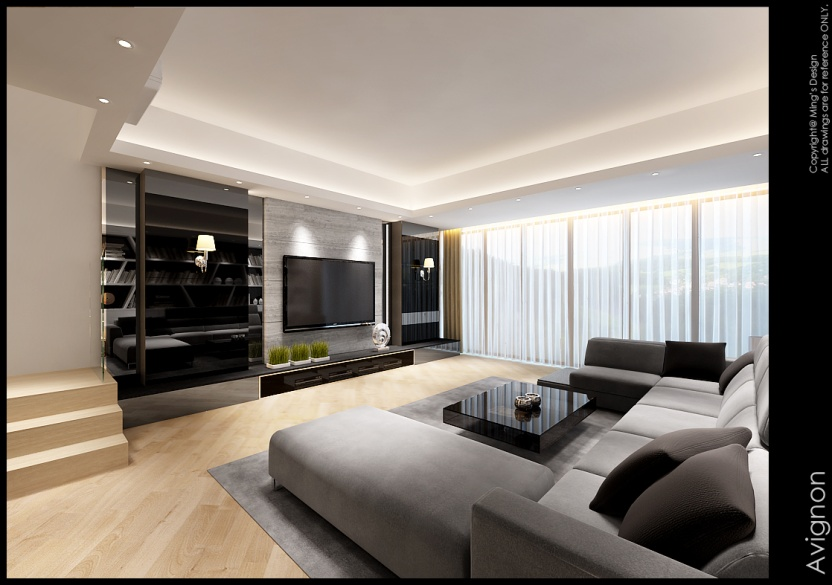 Copyright@ Ming's Design
ALL drawings are for reference ONLY.
Avignon